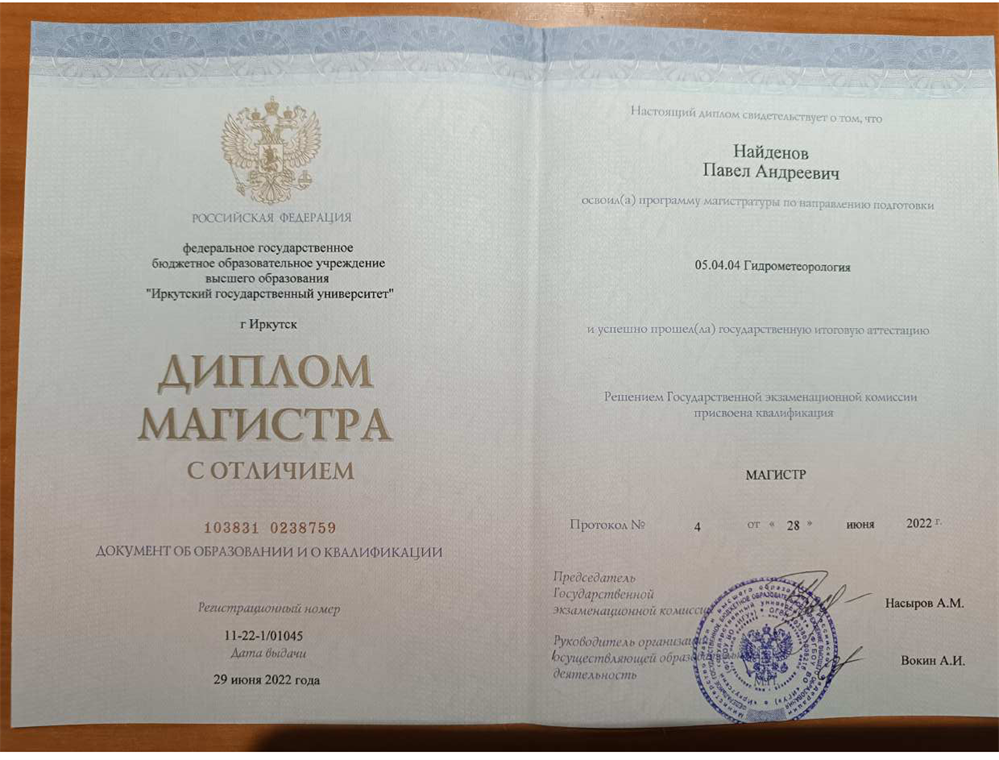 РОССИЙСКАЯ ФЕДЕРАЦИЯ
федеральное государственное
бюджетное образовательное учреждение
высшего образования
"Иркутский государственный университет"
г Иркутск
ДИПЛОМ
МАГИСТРА
С ОТЛИЧИЕМ
103831 0238759
ДОКУМЕНТ ОБ ОБРАЗОВАНИИ И О КВАЛИФИКАЦИИ
Регистрационный номер
11-22-1/01045
Дата выдачи
29 июня 2022 года
Настоящий диплом свидетельствует о том, что
Найденов
Павел Андреевич
освоил(а) программу магистратуры по направлению подготовки
05.04.04 Гидрометеорология
и успешно прошел(ла) государственную итоговую аттестацию
Решением Государственной экзаменационной комиссии
присвоена квалификация
МАГИСТР
Протокол № 4 от « 28 » июня 2022 г.
Председатель
Государственной
экзаменационной комиссии
Насыров А.М.
Руководитель организации,
осуществляющей
деятельность
Вокин А.И.